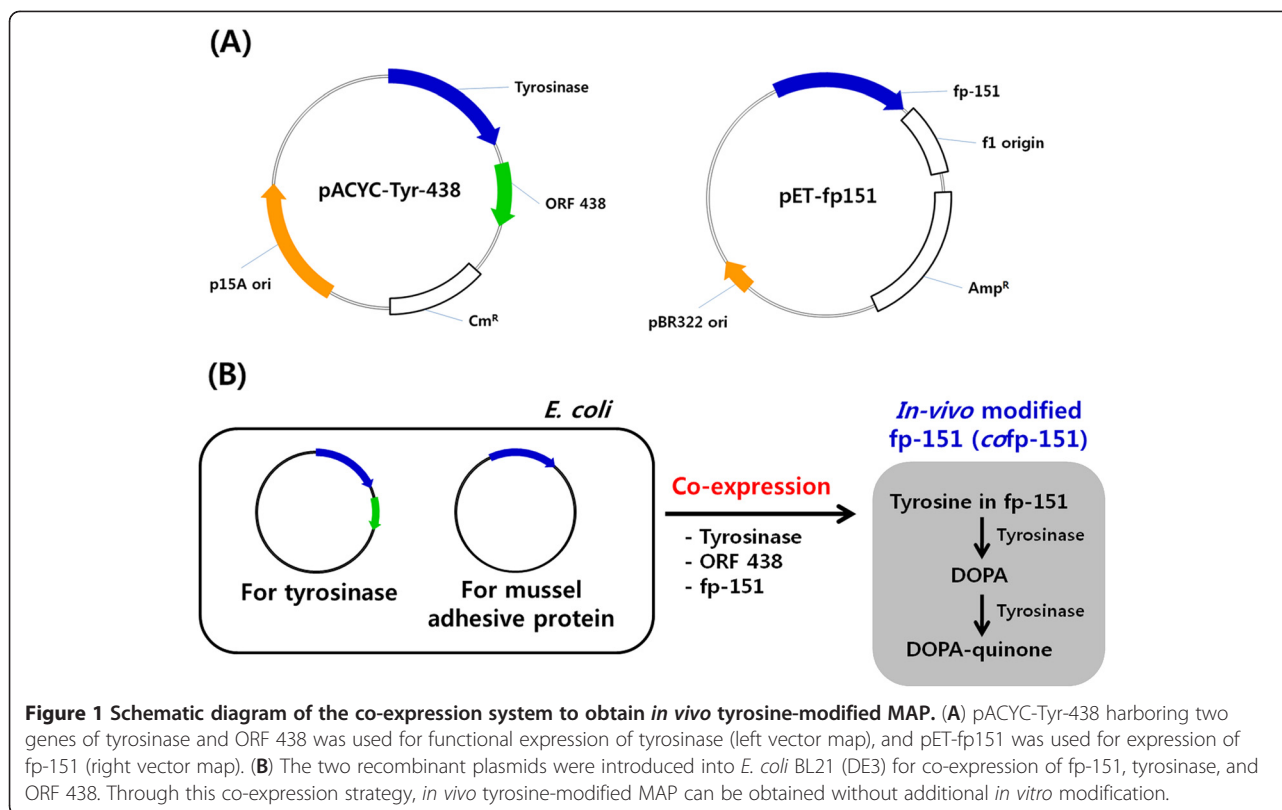 (A)
Tyrosinase
ORF 438
pACYC-Tyr-438
p15A ori
Cm^R
fp-151
f1 origin
pET-fp151
Amp^R
pBR322 ori
(B)
E. coli
For tyrosinase
For mussel
adhesive protein
Co-expression
- Tyrosinase
- ORF 438
- fp-151
In-vivo modified
fp-151 (cofp-151)
Tyrosine in fp-151
Tyrosinase
DOPA
Tyrosinase
DOPA-quinone
Figure 1 Schematic diagram of the co-expression system to obtain in vivo tyrosine-modified MAP. (A) pACYC-Tyr-438 harboring two
genes of tyrosinase and ORF 438 was used for functional expression of tyrosinase (left vector map), and pET-fp151 was used for expression of
fp-151 (right vector map). (B) The two recombinant plasmids were introduced into E. coli BL21 (DE3) for co-expression of fp-151, tyrosinase, and
ORF 438. Through this co-expression strategy, in vivo tyrosine-modified MAP can be obtained without additional in vitro modification.